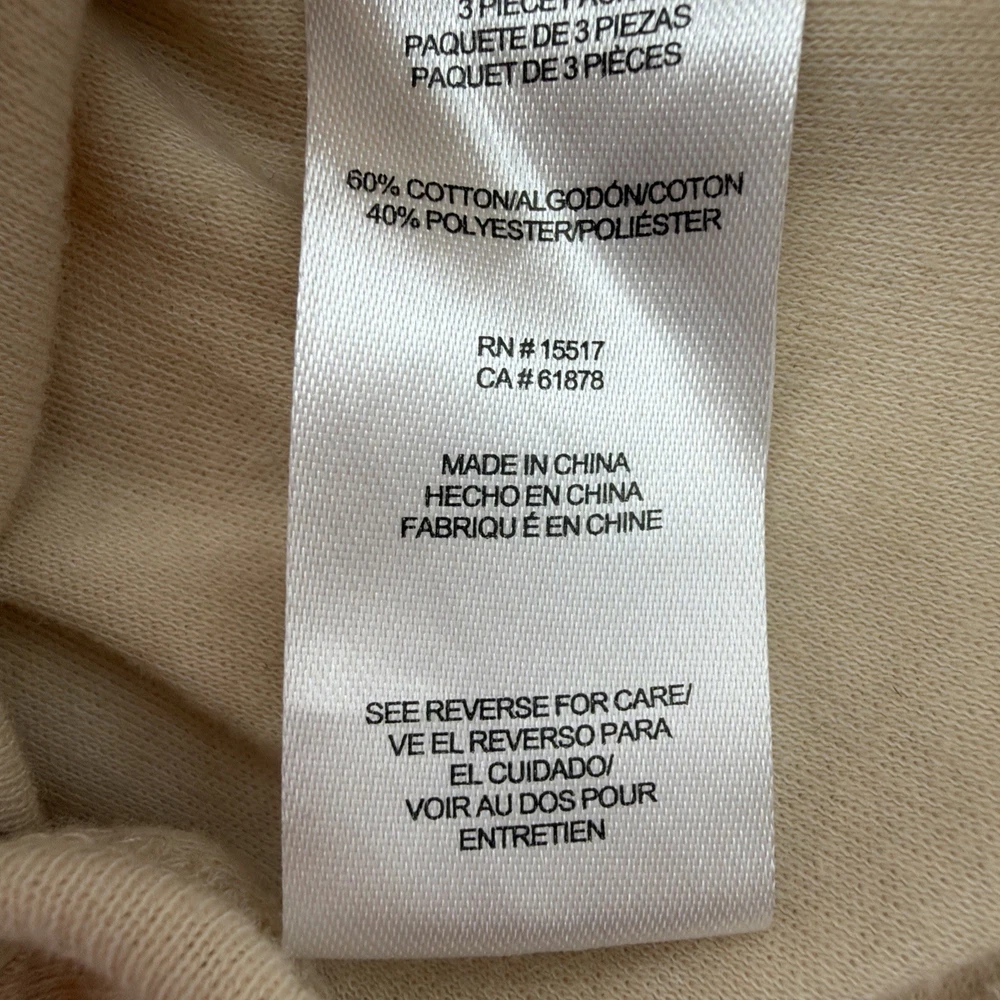 3 PIECE
PAQUETE DE 3 PIEZAS
PAQUET DE 3 PIÈCES
60% COTTON/ALGODÓN/COTON
40% POLYESTER/POLIÉSTER
RN # 15517
CA # 61878
MADE IN CHINA
HECHO EN CHINA
FABRIQU É EN CHINE
SEE REVERSE FOR CARE/
VE EL REVERSO PARA
EL CUIDADO/
VOIR AU DOS POUR
ENTRETIEN